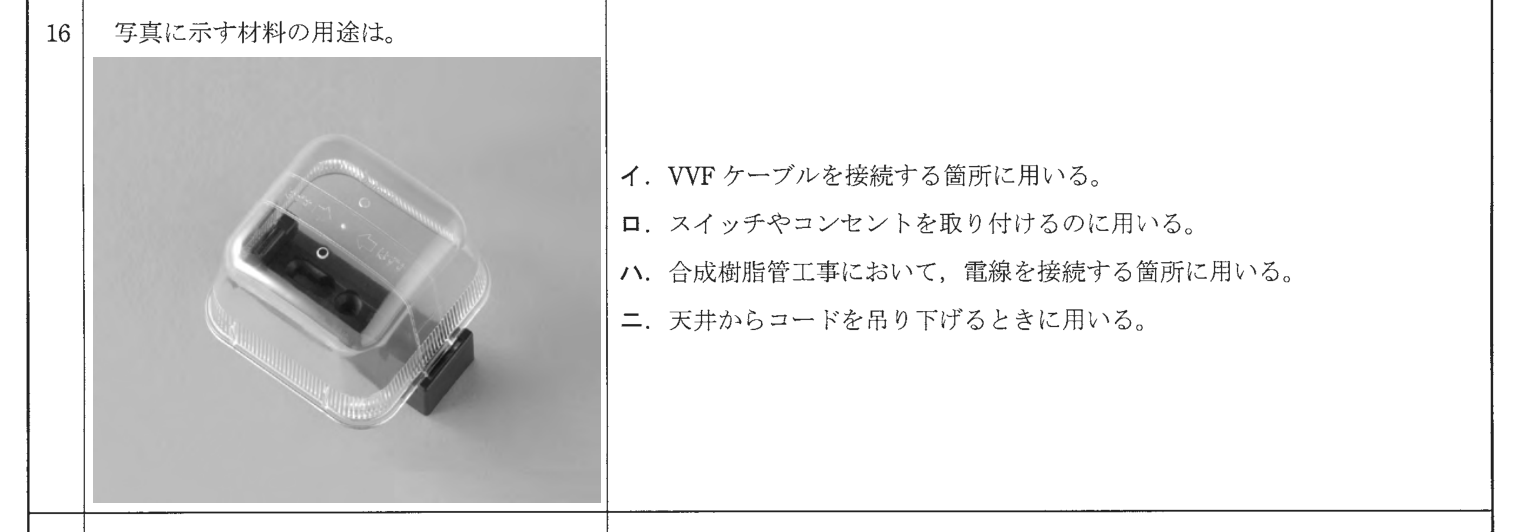 16 写真に示す材料の用途は。
イ. VVF ケーブルを接続する箇所に用いる。
ロ. スイッチやコンセントを取り付けるのに用いる。
ハ. 合成樹脂管工事において，電線を接続する箇所に用いる。
ニ. 天井からコードを吊り下げるときに用いる。